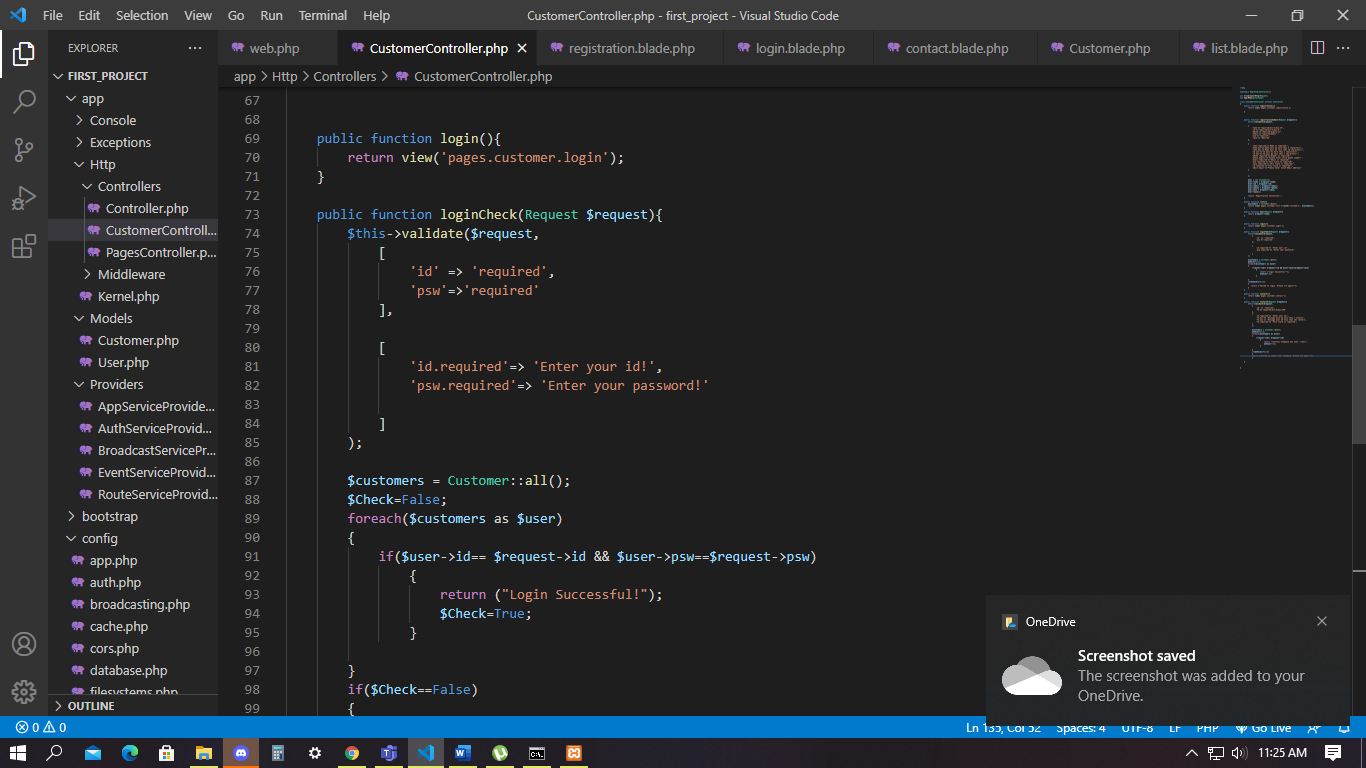 File Edit Selection View Go Run Terminal Help
CustomerController.php - first_project - Visual Studio Code
EXPLORER
FIRST_PROJECT
app
Console
Exceptions
Http
Controllers
Controller.php
CustomerControll...
PagesController.p...
Middleware
Kernel.php
Models
Customer.php
User.php
Providers
AppServiceProvide...
AuthServiceProvid...
BroadcastServicePr...
EventServiceProvid...
RouteServiceProvid...
bootstrap
config
app.php
auth.php
broadcasting.php
cache.php
cors.php
database.php
filesystems.php
OUTLINE
web.php CustomerController.php registration.blade.php login.blade.php contact.blade.php Customer.php list.blade.php
app > Http > Controllers > CustomerController.php
67
68
69 public function login(){
70 return view('pages.customer.login');
71 }
72
73 public function loginCheck(Request $request){
74 $this->validate($request,
75 [
76 'id' => 'required',
77 'psw'=>'required'
78 ],
79
80 [
81 'id.required'=> 'Enter your id!',
82 'psw.required'=> 'Enter your password!'
83
84 ]
85 );
86
87 $customers = Customer::all();
88 $Check=False;
89 foreach($customers as $user)
90 {
91 if($user->id== $request->id && $user->psw==$request->psw)
92 {
93 return ("Login Successful!");
94 $Check=True;
95 }
96
97 }
98 if($Check==False)
99 {
OneDrive
Screenshot saved
The screenshot was added to your
OneDrive.
0 0 Ln 135, Col 52 Spaces: 4 UTF-8 LF PHP Go Live
11:25 AM